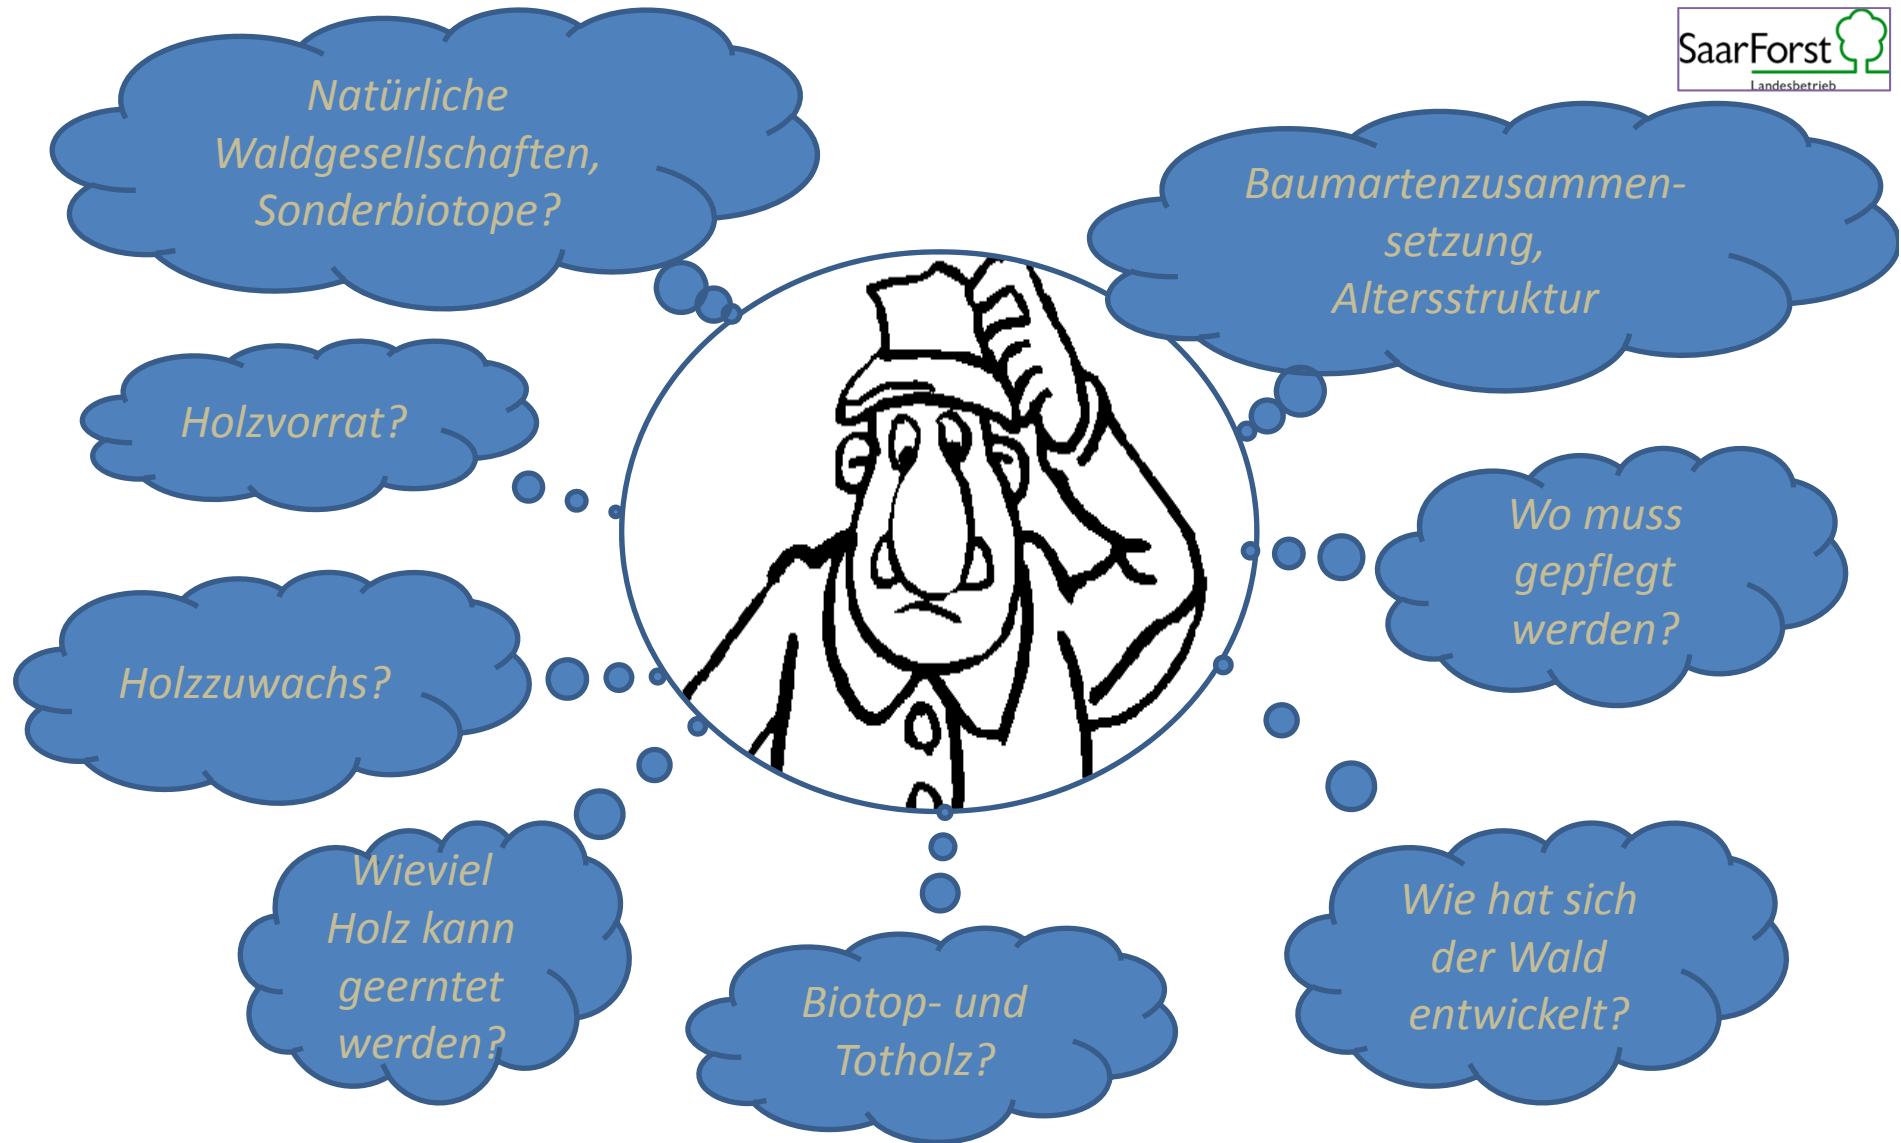 SaarForst
Landesbetrieb
Natürliche
Waldgesellschaften,
Sonderbiotope?
Baumartenzusammen-
setzung,
Altersstruktur
Holzvorrat?
Wo muss
gepflegt
werden?
Holzzuwachs?
Wieviel
Holz kann
geerntet
werden?
Biotop- und
Totholz?
Wie hat sich
der Wald
entwickelt?